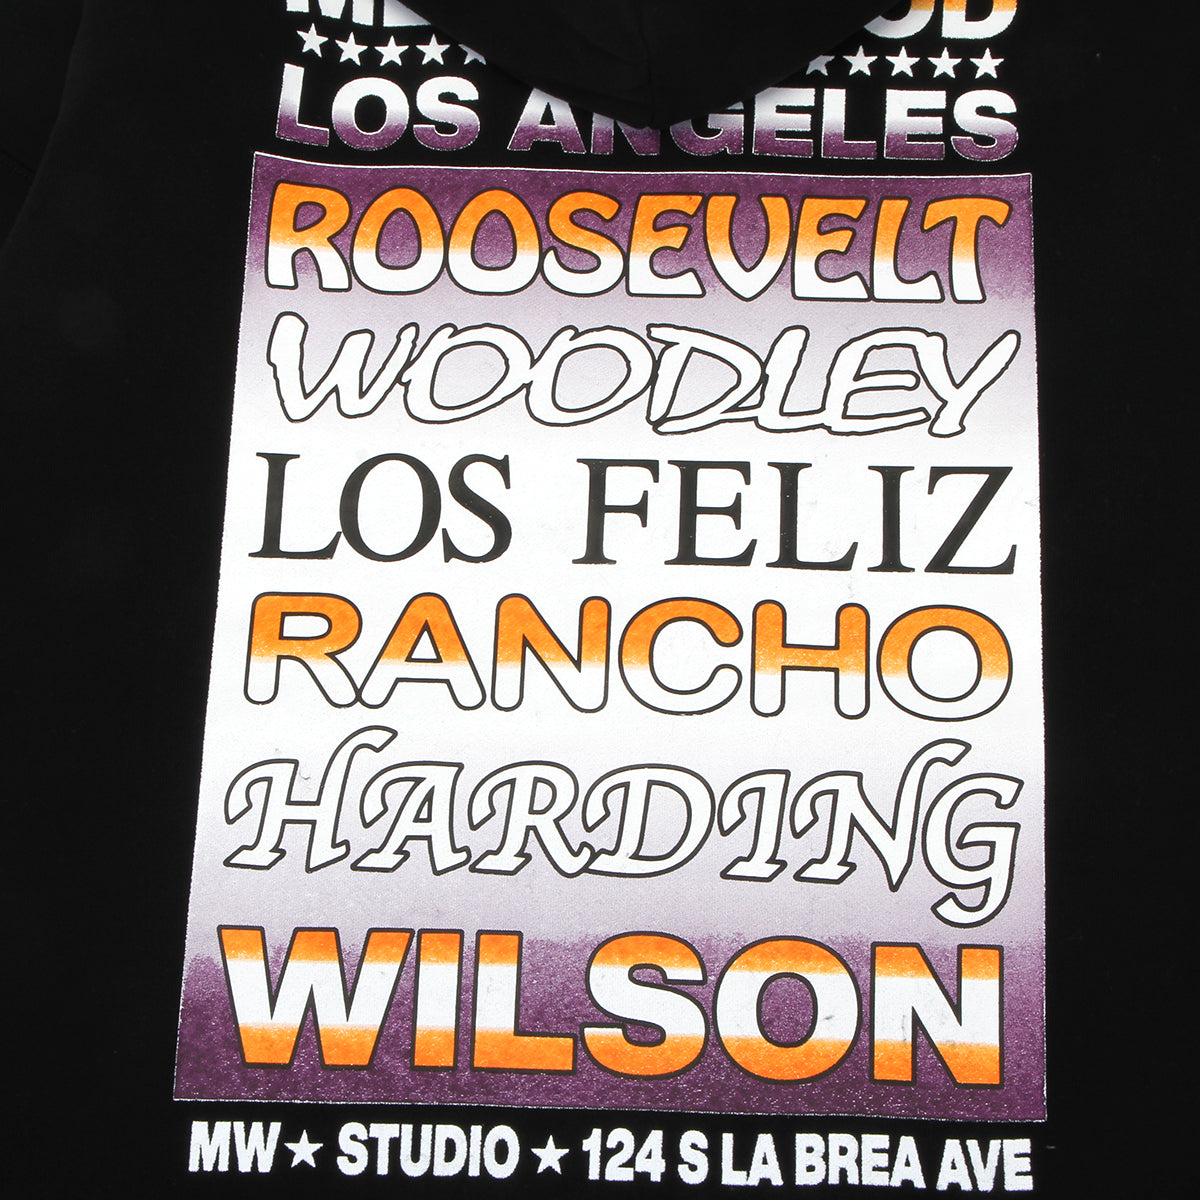 LOS ANGELES
ROOSEVELT
WOODLEY
LOS FELIZ
RANCHO
HARDING
WILSON
MW★ STUDIO ★ 124 S LA BREA AVE